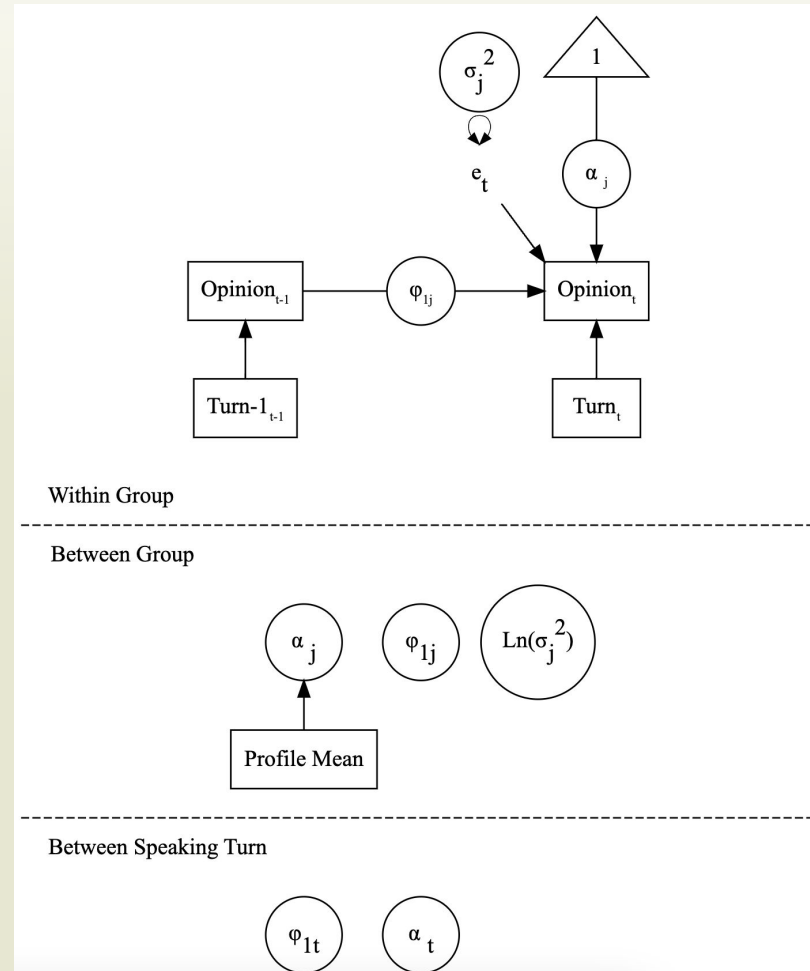 σj² 1
et αj
Opiniont-1 φ1j Opiniont
Turn-1t-1 Turnt
Within Group
Between Group
αj φ1j Ln(σj²)
Profile Mean
Between Speaking Turn
φ1t αt